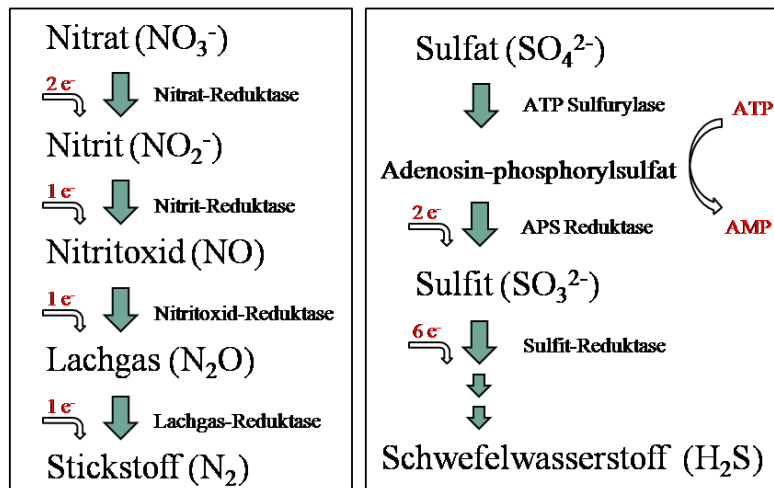 Nitrat (NO₃⁻)
2 e⁻
Nitrat-Reduktase
Nitrit (NO₂⁻)
1 e⁻
Nitrit-Reduktase
Nitritoxid (NO)
1 e⁻
Nitritoxid-Reduktase
Lachgas (N₂O)
1 e⁻
Lachgas-Reduktase
Stickstoff (N₂)
Sulfat (SO₄²⁻)
ATP Sulfurylase
ATP
Adenosin-phosphorylsulfat
2 e⁻
APS Reduktase
AMP
Sulfit (SO₃²⁻)
6 e⁻
Sulfit-Reduktase
Schwefelwasserstoff (H₂S)